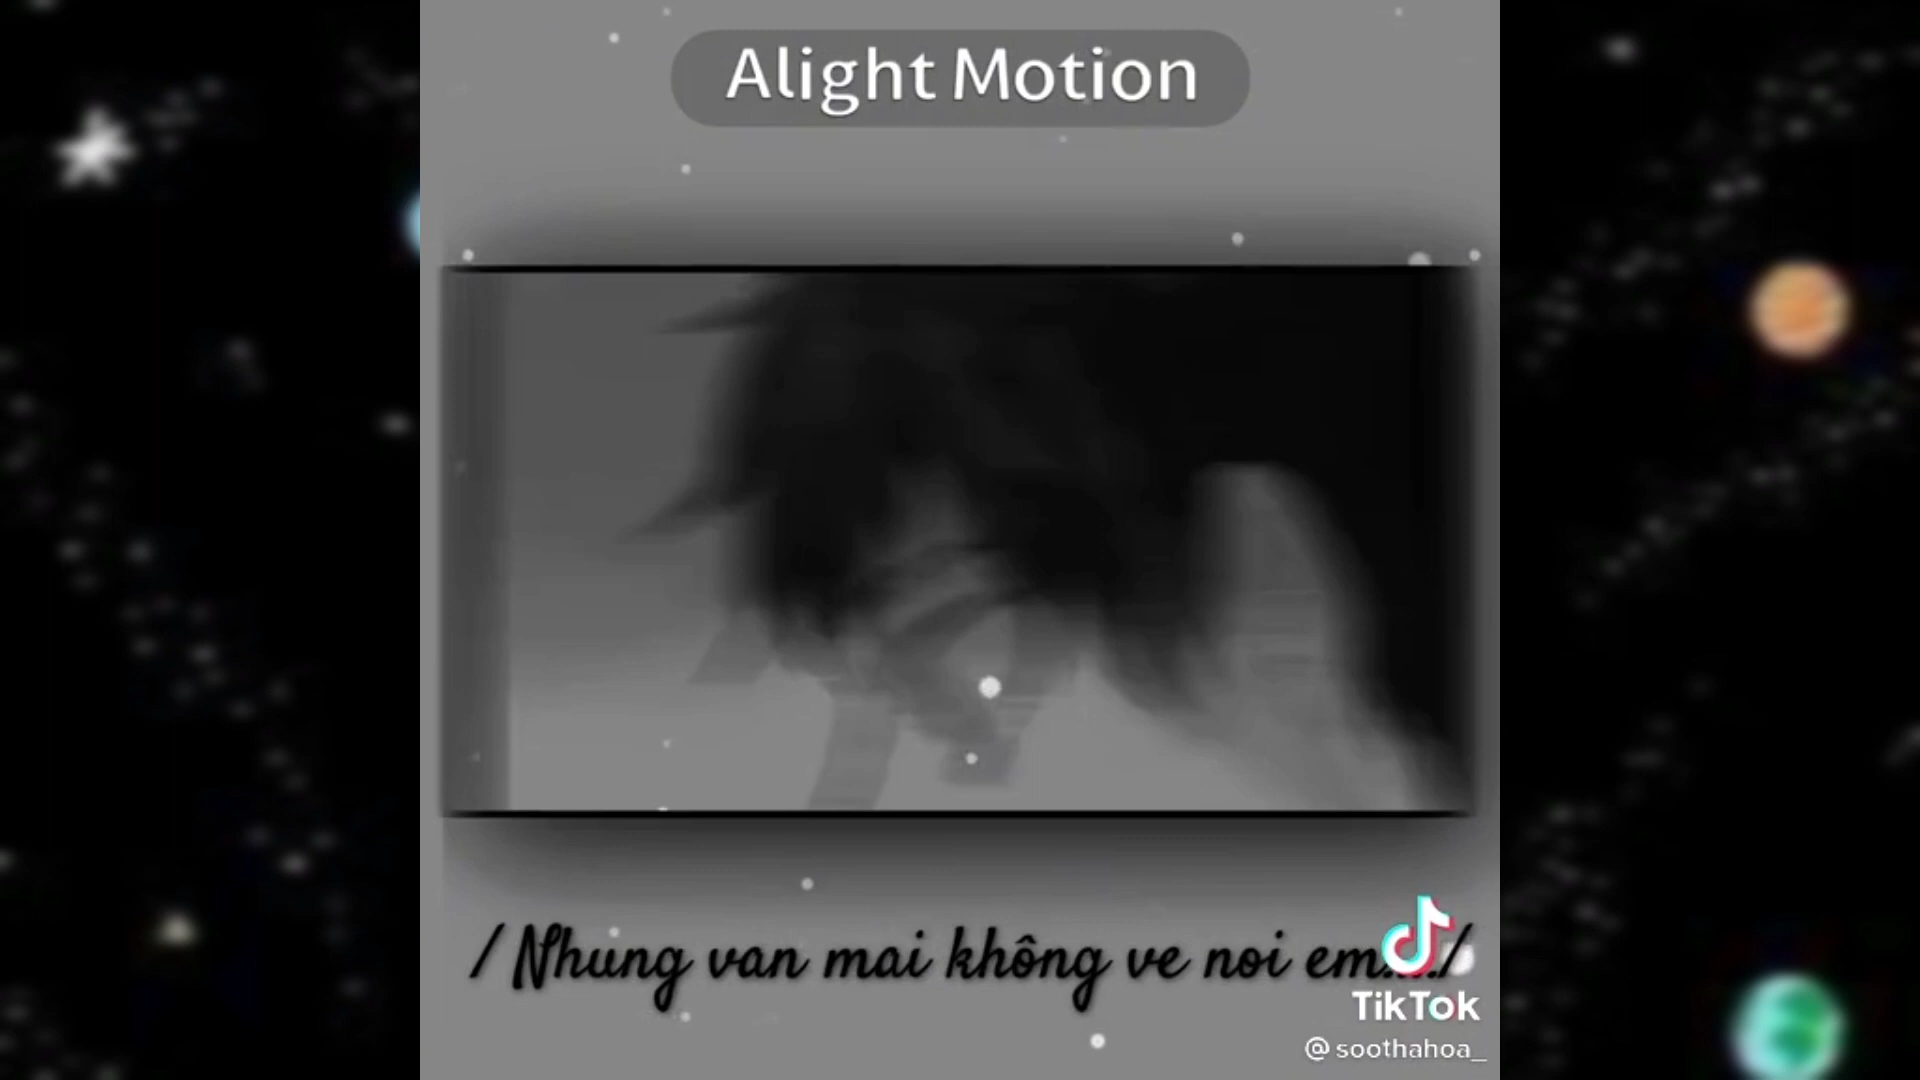 Alight Motion
/ Nhung van mai không ve noi em.../
TikTok
@soothahoa_